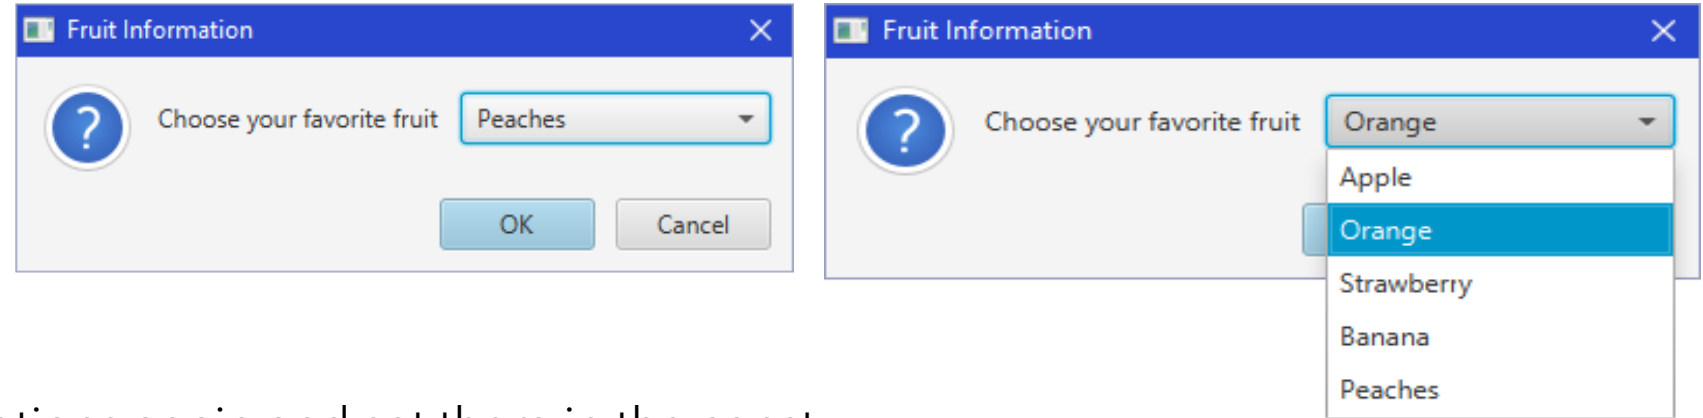 Fruit Information
Choose your favorite fruit Peaches
OK Cancel
Fruit Information
Choose your favorite fruit Orange
Apple
Orange
Strawberry
Banana
Peaches